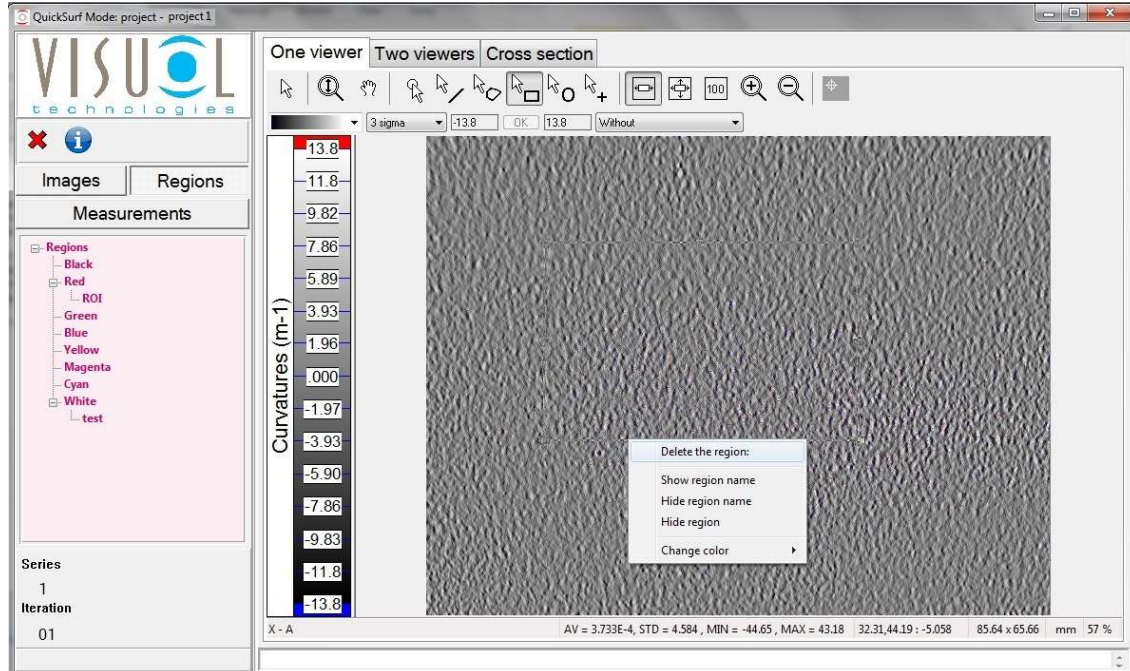 QuickSurf Mode: project - project1
VISUOL
technologies
Images Regions
Measurements
Regions
Black
Red
ROI
Green
Blue
Yellow
Magenta
Cyan
White
test
Series
1
Iteration
01
One viewer Two viewers Cross section
100
3 sigma -13.8 OK 13.8 Without
Curvatures (m-1)
13.8
11.8
9.82
7.86
5.89
3.93
1.96
.000
-1.97
-3.93
-5.90
-7.86
-9.83
-11.8
-13.8
Delete the region:
Show region name
Hide region name
Hide region
Change color
X - A AV = 3.733E-4, STD = 4.584 , MIN = -44.65 , MAX = 43.18 32.31,44.19 : -5.058 85.64 x 65.66 mm 57 %